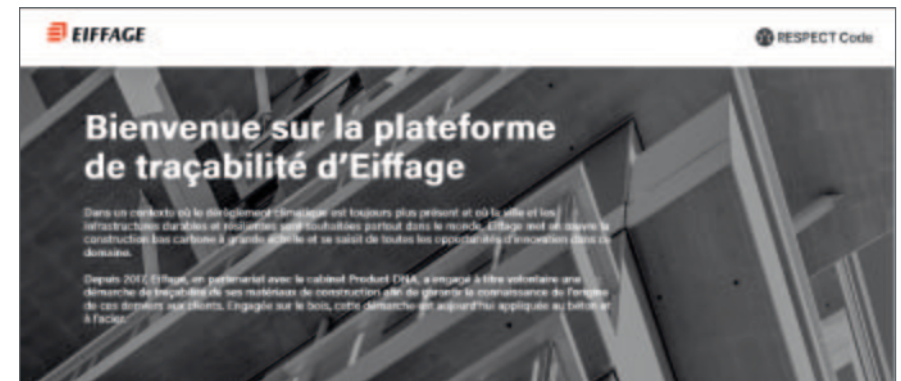 EIFFAGE
RESPECT Code
Bienvenue sur la plateforme
de traçabilité d'Eiffage
Dans un contexte où le dérèglement climatique est toujours plus présent et où la ville et les
infrastructures durables et résilientes sont souhaitées partout dans le monde, Eiffage met en œuvre la
construction bas carbone à grande échelle et se saisit de toutes les opportunités d'innovation dans ce
domaine.
Depuis 2017, Eiffage, en partenariat avec le cabinet Product DNA, a engagé à titre volontaire une
démarche de traçabilité de ses matériaux de construction afin de garantir la connaissance de l'origine
de ces derniers aux clients. Engagée sur le bois, cette démarche est aujourd'hui appliquée au béton et
à l'acier.